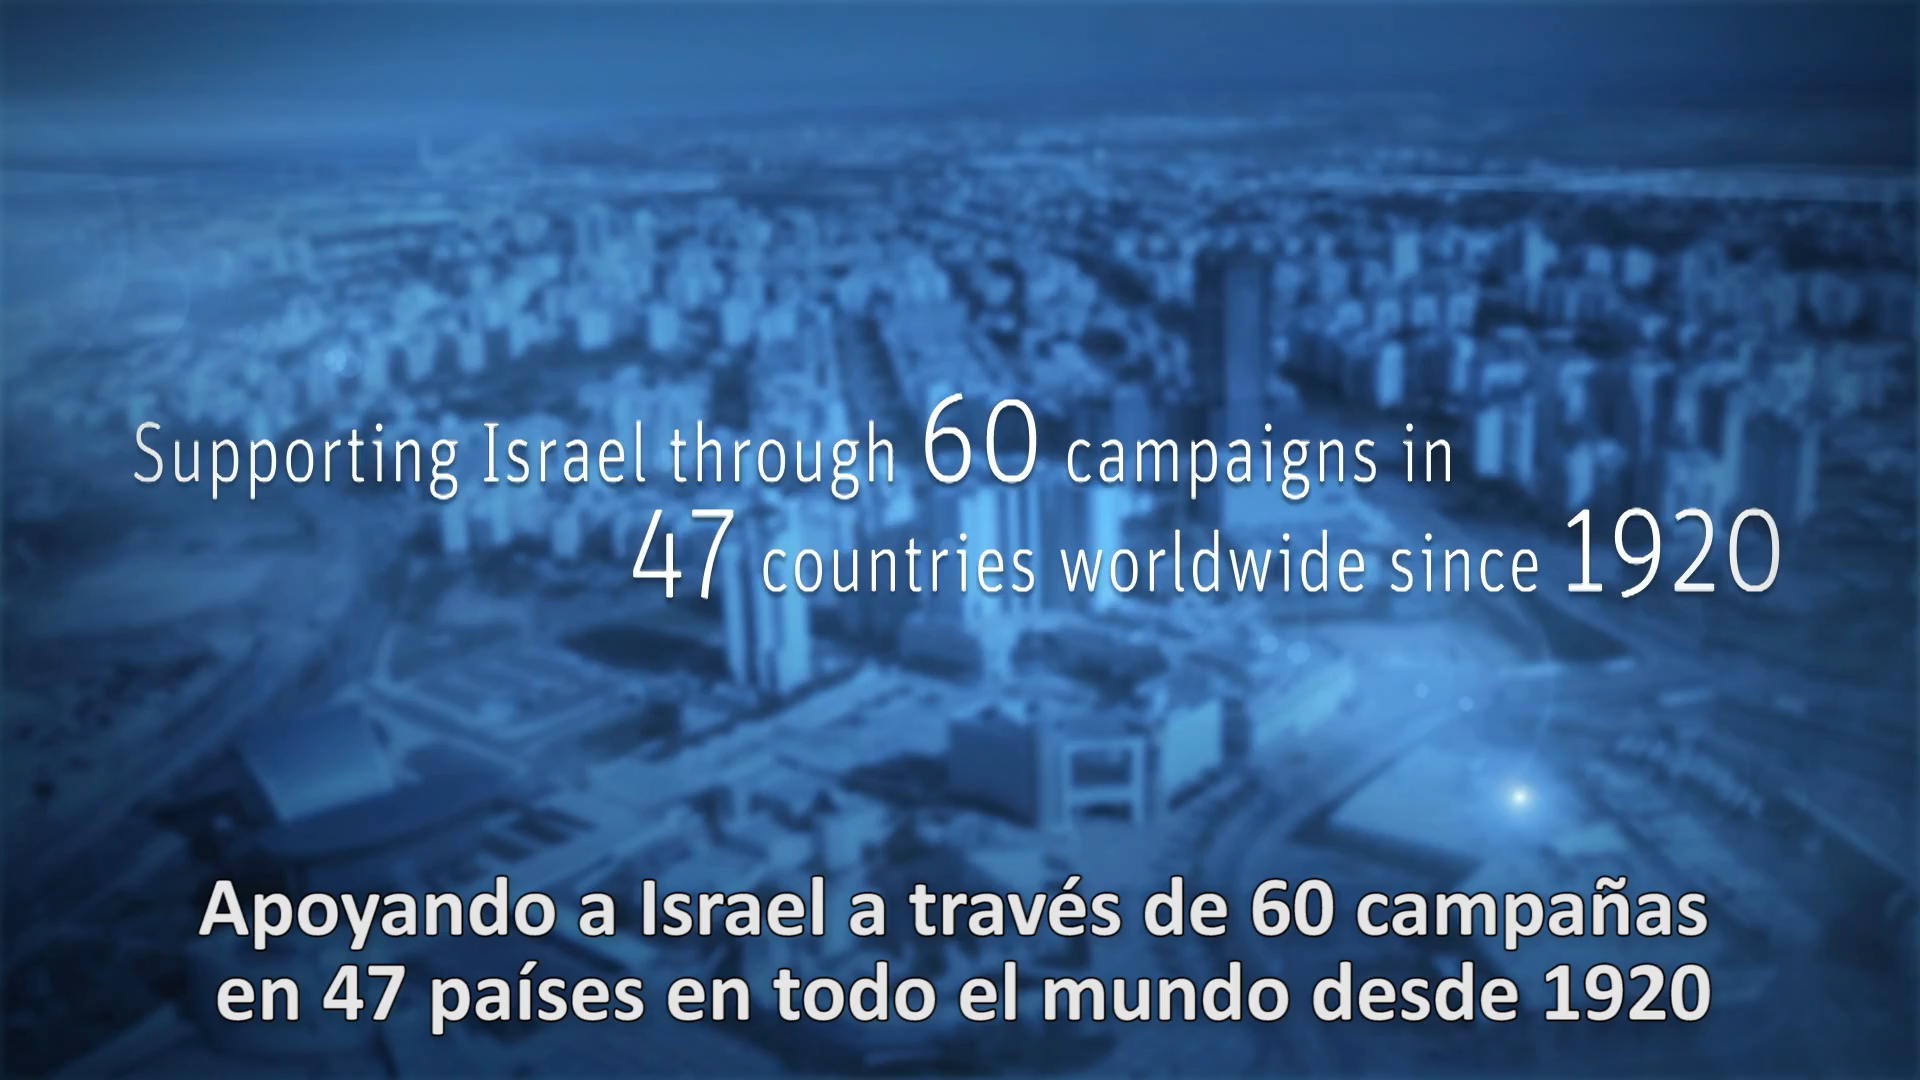 Supporting Israel through 60 campaigns in
47 countries worldwide since 1920
Apoyando a Israel a través de 60 campañas
en 47 países en todo el mundo desde 1920